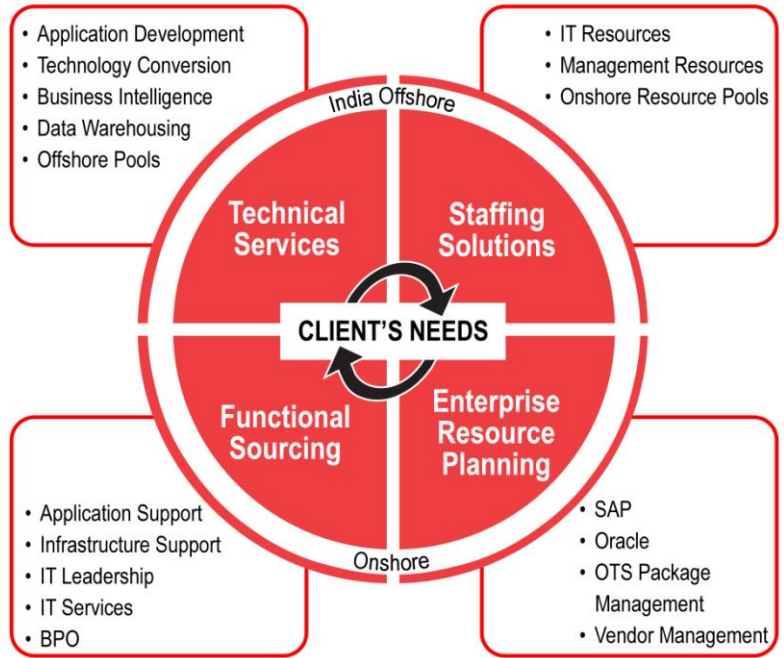 • Application Development
• Technology Conversion
• Business Intelligence
• Data Warehousing
• Offshore Pools
• IT Resources
• Management Resources
• Onshore Resource Pools
India Offshore
Technical
Services
Staffing
Solutions
CLIENT'S NEEDS
Functional
Sourcing
Enterprise
Resource
Planning
Onshore
• Application Support
• Infrastructure Support
• IT Leadership
• IT Services
• BPO
• SAP
• Oracle
• OTS Package
Management
• Vendor Management